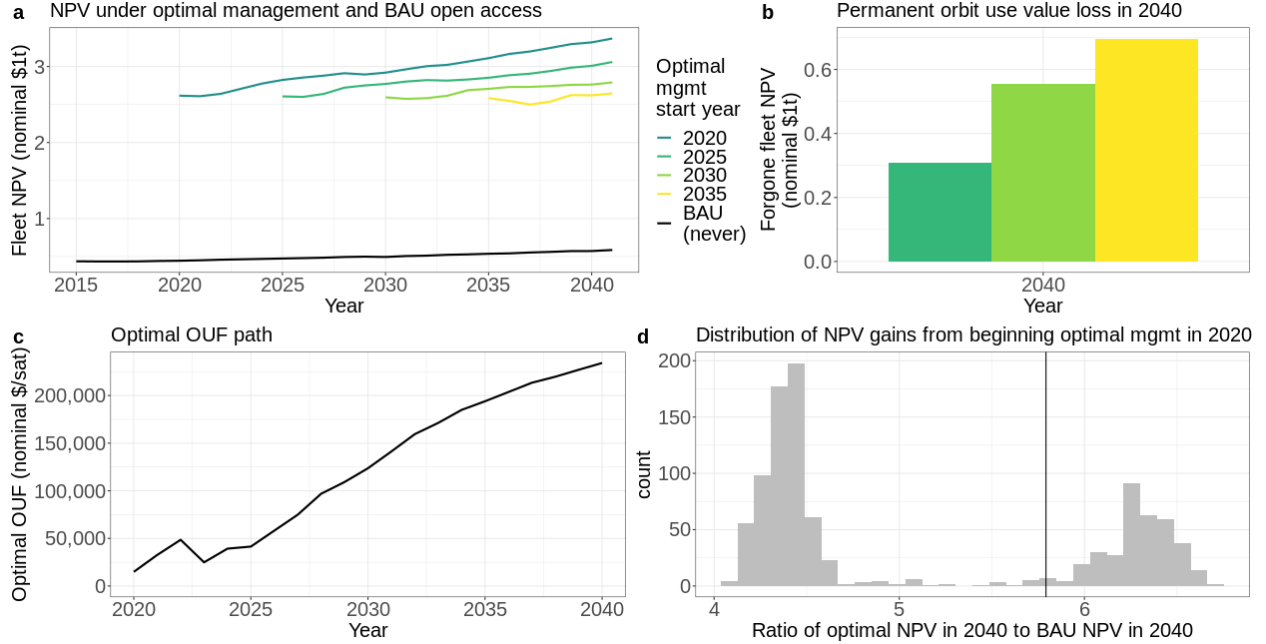 a
NPV under optimal management and BAU open access
Fleet NPV (nominal $1t)
3
2
1
2015
2020
2025
2030
2035
2040
Year
Optimal
mgmt
start year
2020
2025
2030
2035
BAU
(never)
b
Permanent orbit use value loss in 2040
Forgone fleet NPV
(nominal $1t)
0.6
0.4
0.2
0.0
2040
Year
c
Optimal OUF path
Optimal OUF (nominal $/sat)
200,000
150,000
100,000
50,000
0
2020
2025
2030
2035
2040
Year
d
Distribution of NPV gains from beginning optimal mgmt in 2020
count
200
150
100
50
0
4
5
6
Ratio of optimal NPV in 2040 to BAU NPV in 2040